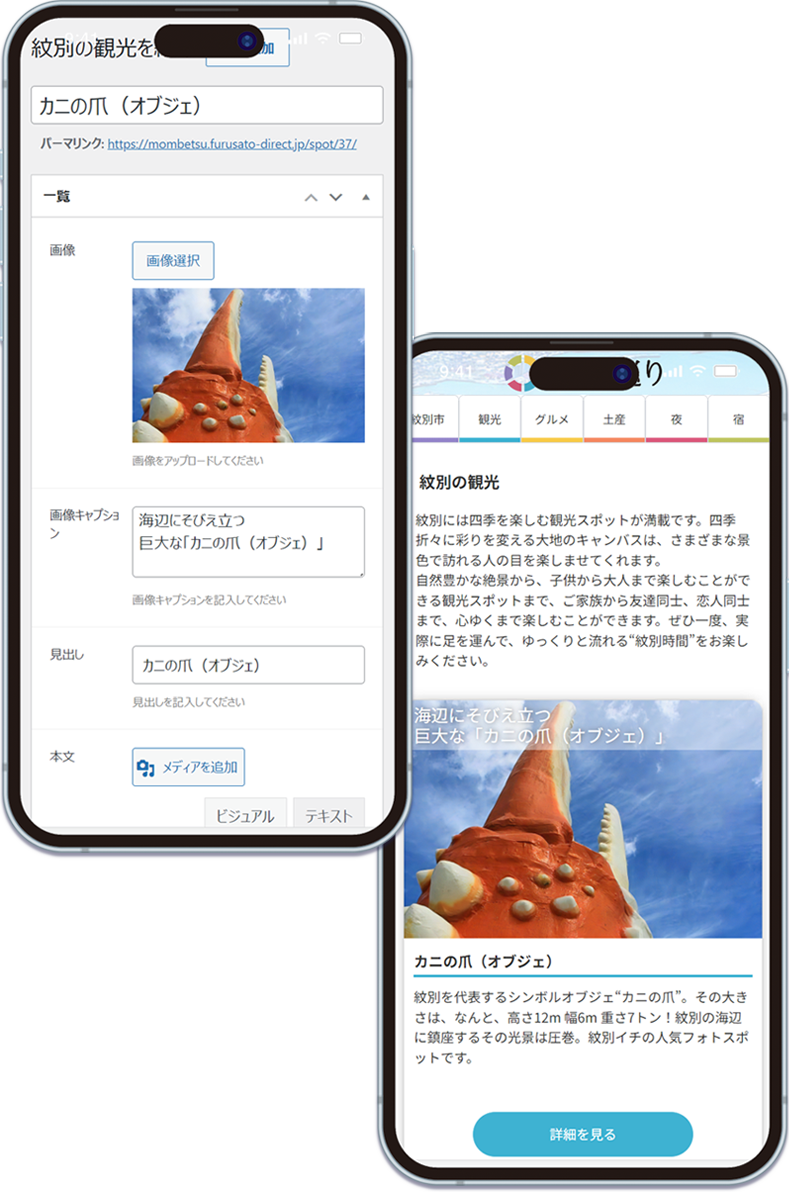 紋別の観光を
加
カニの爪（オブジェ）
パーマリンク: https://mombetsu.furusato-direct.jp/spot/37/
一覧
画像
画像選択
画像をアップロードしてください
画像キャプション
海辺にそびえ立つ
巨大な「カニの爪（オブジェ）」
画像キャプションを記入してください
見出し
カニの爪（オブジェ）
見出しを記入してください
本文
メディアを追加
ビジュアル
テキスト
9:41
り
紋別市
観光
グルメ
土産
夜
宿
紋別の観光
紋別には四季を楽しむ観光スポットが満載です。四季
折々に彩りを変える大地のキャンバスは、さまざまな景
色で訪れる人の目を楽しませてくれます。
自然豊かな絶景から、子供から大人まで楽しむことがで
きる観光スポットまで、ご家族から友達同士、恋人同士
まで、心ゆくまで楽しむことができます。ぜひ一度、実
際に足を運んで、ゆっくりと流れる“紋別時間”をお楽し
みください。
海辺にそびえ立つ
巨大な「カニの爪（オブジェ）」
カニの爪（オブジェ）
紋別を代表するシンボルオブジェ“カニの爪”。その大き
さは、なんと、高さ12m 幅6m 重さ7トン！紋別の海辺
に鎮座するその光景は圧巻。紋別イチの人気フォトスポ
ットです。
詳細を見る